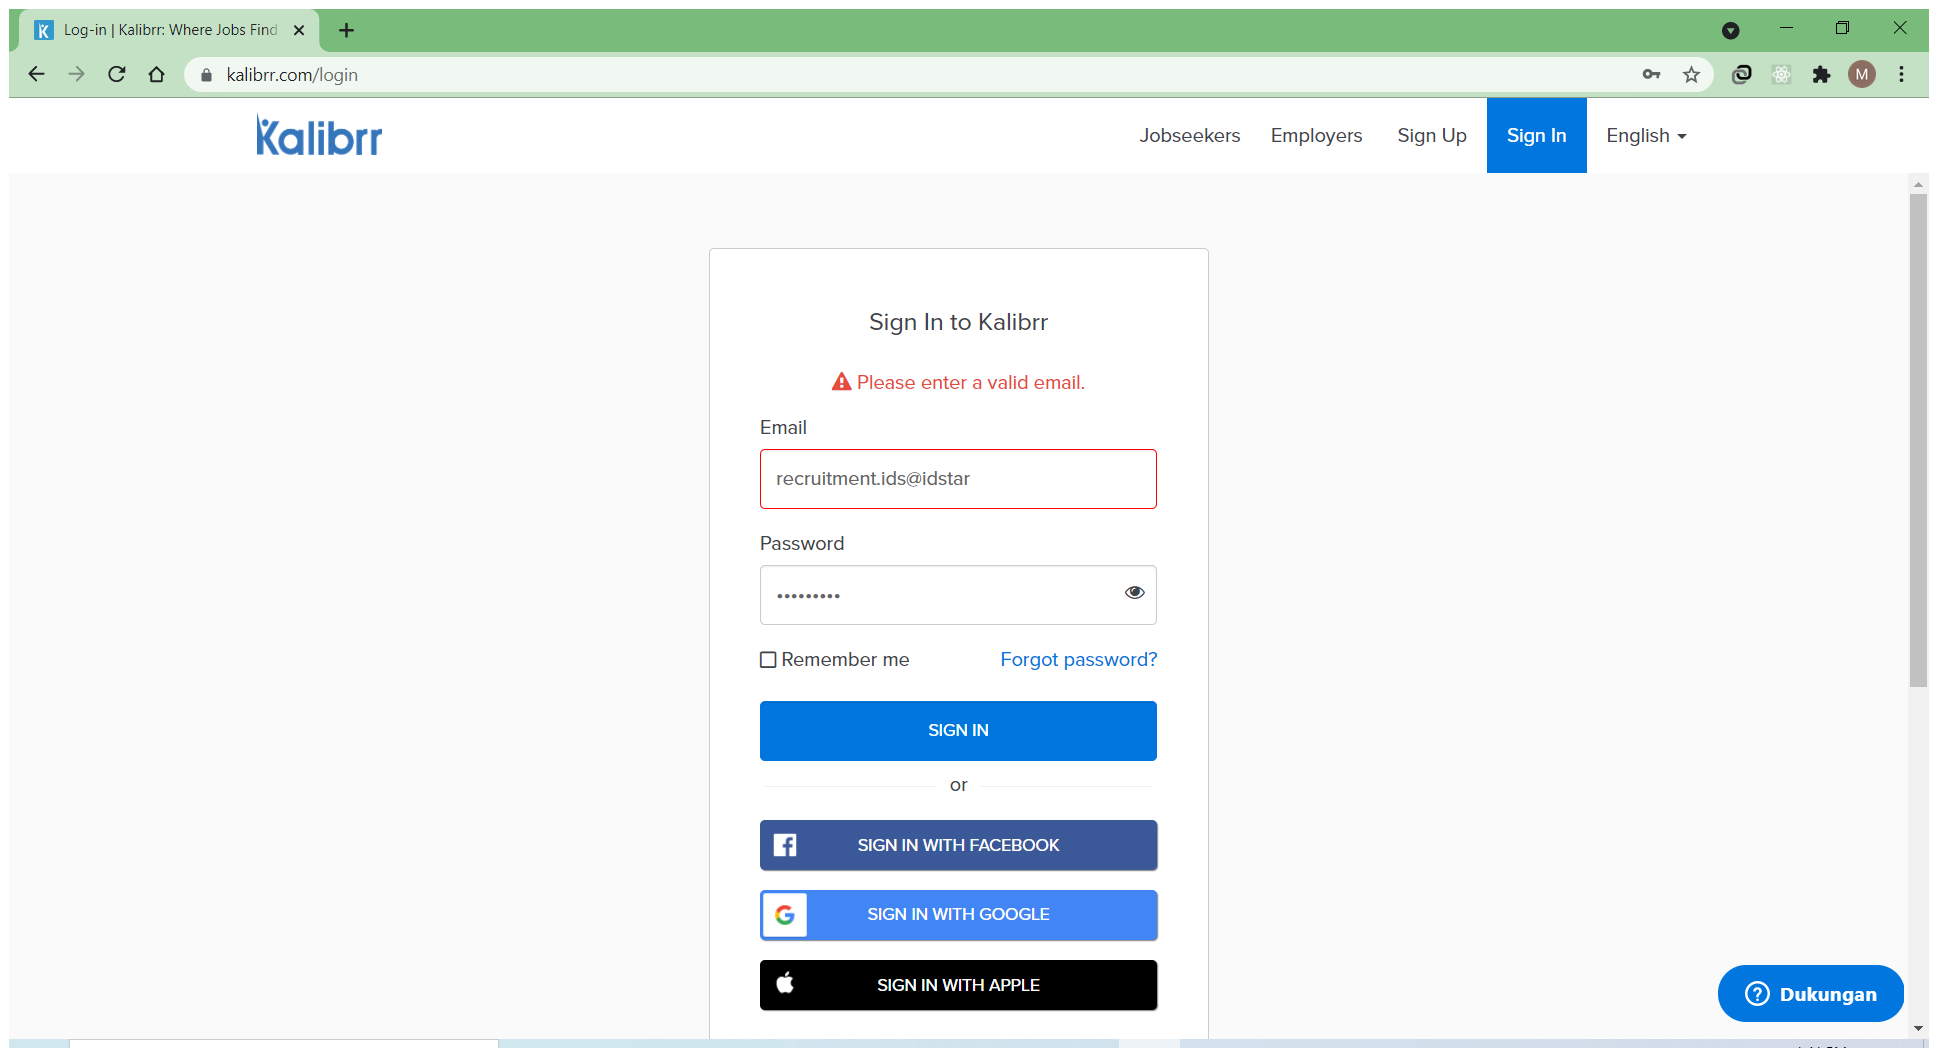 Log-in | Kalibrr: Where Jobs Find
kalibrr.com/login
M
Kalibrr
Jobseekers Employers Sign Up Sign In English
Sign In to Kalibrr
Please enter a valid email.
Email
recruitment.ids@idstar
Password
•••••••••
Remember me Forgot password?
SIGN IN
or
SIGN IN WITH FACEBOOK
SIGN IN WITH GOOGLE
SIGN IN WITH APPLE
Dukungan